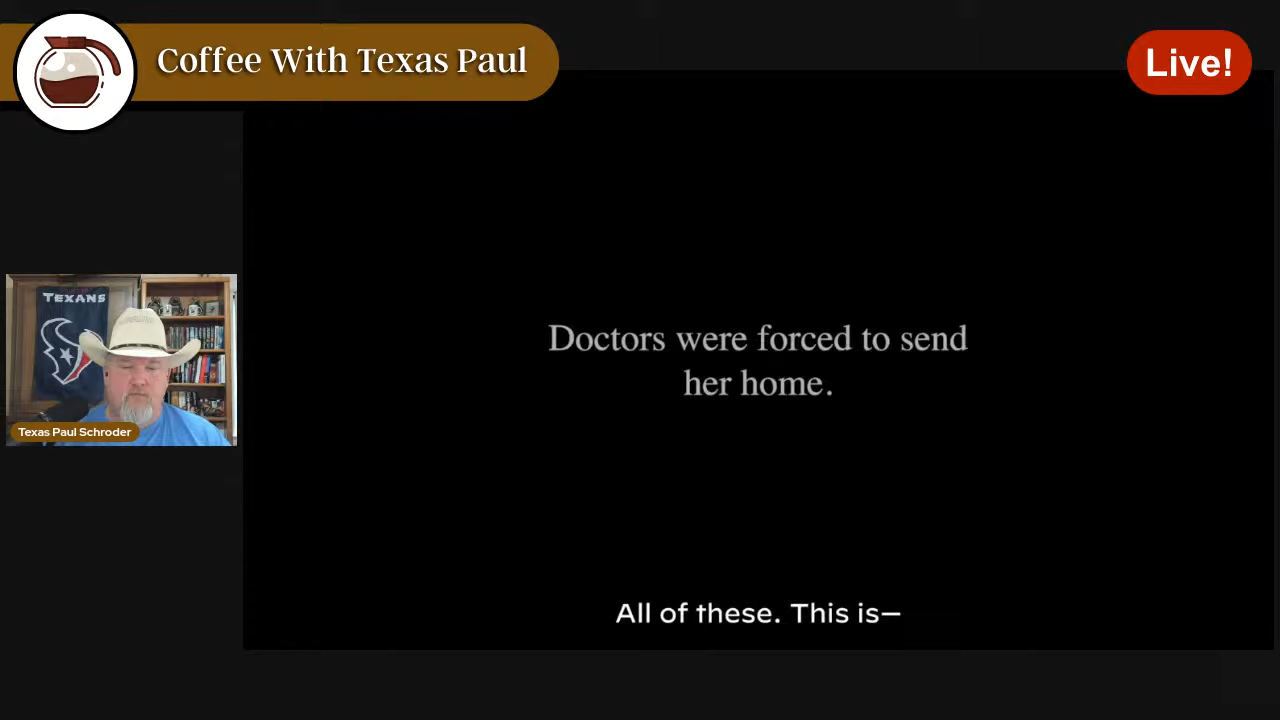 Coffee With Texas Paul
Live!
Doctors were forced to send
her home.
TEXANS
Texas Paul Schroder
All of these. This is—